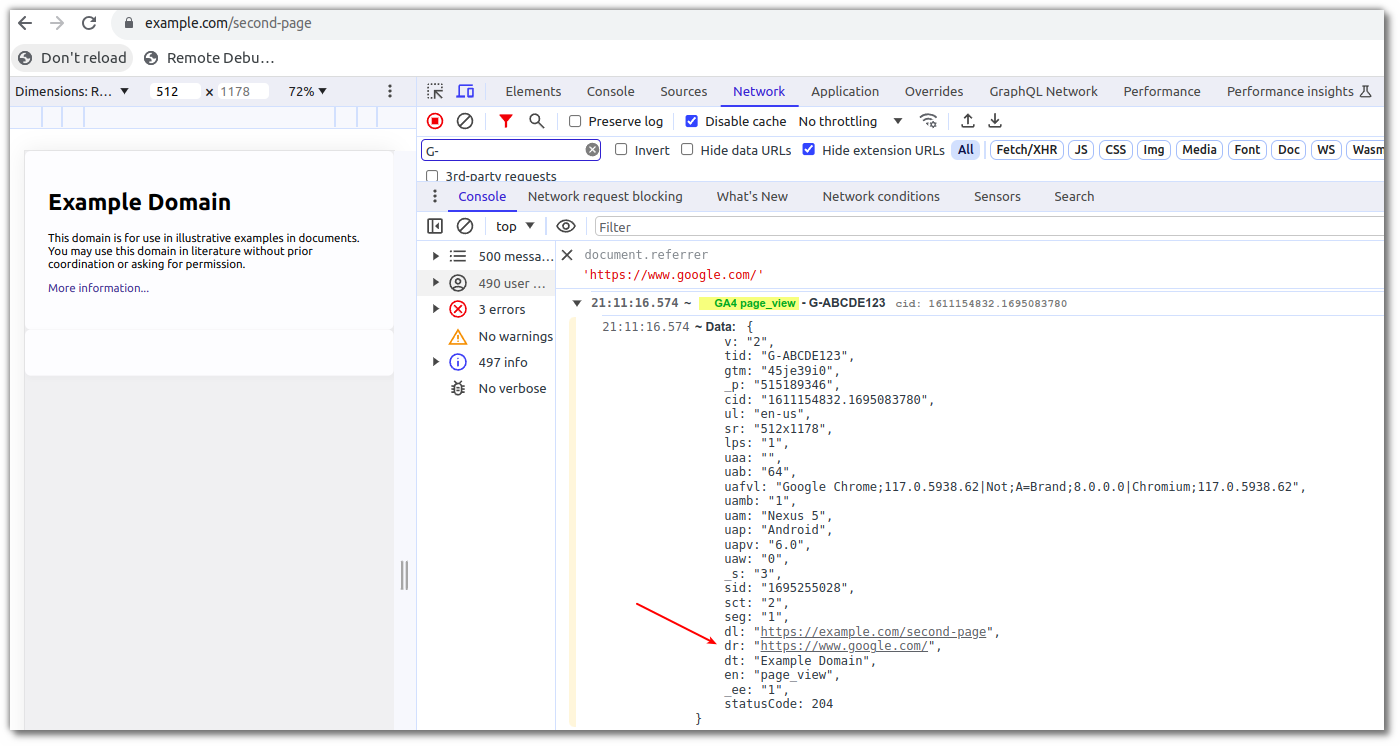 example.com/second-page
Don't reload Remote Debu...
Dimensions: R... 512 × 1178 72%
Elements Console Sources Network Application Overrides GraphQL Network Performance Performance insights
Preserve log Disable cache No throttling
G- Invert Hide data URLs Hide extension URLs All Fetch/XHR JS CSS Img Media Font Doc WS Wasm
3rd-party requests
Console Network request blocking What's New Network conditions Sensors Search
top Filter
Example Domain
This domain is for use in illustrative examples in documents.
You may use this domain in literature without prior
coordination or asking for permission.
More information...
500 messa...
490 user ...
3 errors
No warnings
497 info
No verbose
document.referrer
'https://www.google.com/'
21:11:16.574 ~ GA4 page_view - G-ABCDE123 cid: 1611154832.1695083780
21:11:16.574 ~ Data: {
v: "2",
tid: "G-ABCDE123",
gtm: "45je39i0",
_p: "515189346",
cid: "1611154832.1695083780",
ul: "en-us",
sr: "512x1178",
lps: "1",
uaa: "",
uab: "64",
uafvl: "Google Chrome;117.0.5938.62|Not;A=Brand;8.0.0.0|Chromium;117.0.5938.62",
uamb: "1",
uam: "Nexus 5",
uap: "Android",
uapv: "6.0",
uaw: "0",
_s: "3",
sid: "1695255028",
sct: "2",
seg: "1",
dl: "https://example.com/second-page",
dr: "https://www.google.com/",
dt: "Example Domain",
en: "page_view",
_ee: "1",
statusCode: 204
}